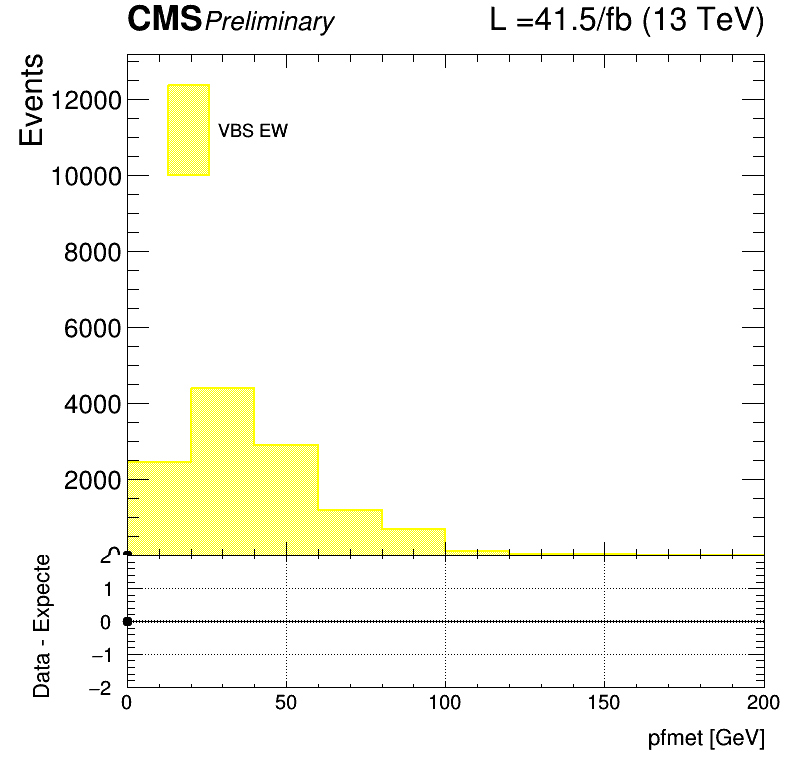 CMS Preliminary L =41.5/fb (13 TeV)
Events
12000
VBS EW
10000
8000
6000
4000
2000
Data - Expecte
2
1
0
−1
−2
0 50 100 150 200
pfmet [GeV]